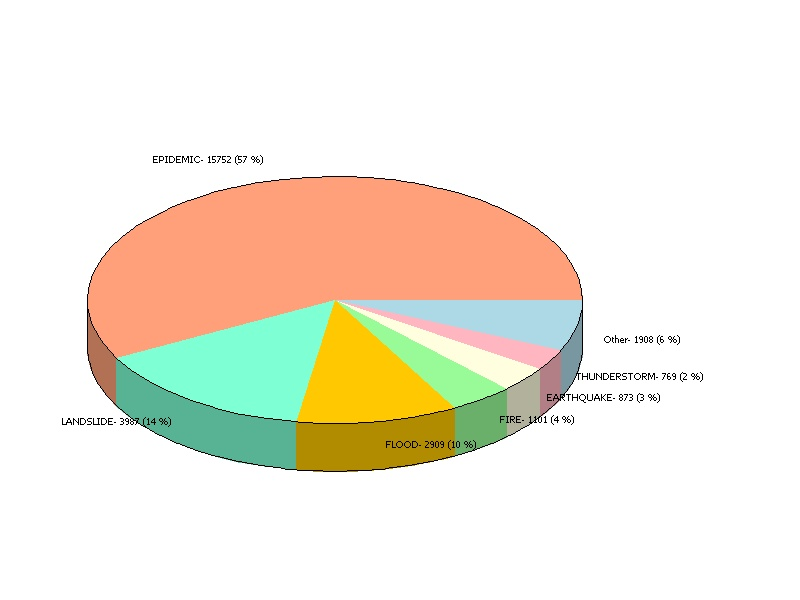 EPIDEMIC- 15752 (57 %)
Other- 1908 (6 %)
THUNDERSTORM- 769 (2 %)
EARTHQUAKE- 873 (3 %)
FIRE- 1101 (4 %)
LANDSLIDE- 3987 (14 %)
FLOOD- 2909 (10 %)